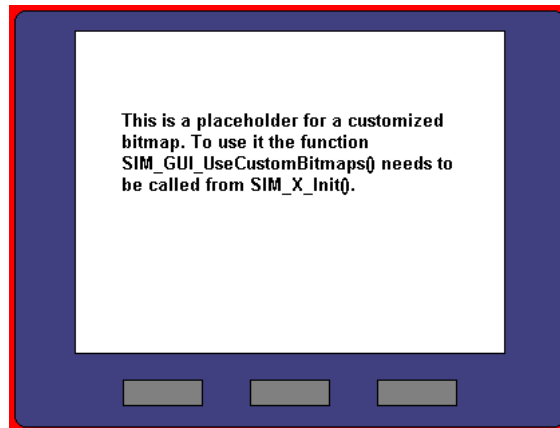 This is a placeholder for a customized
bitmap. To use it the function
SIM_GUI_UseCustomBitmaps() needs to
be called from SIM_X_Init().